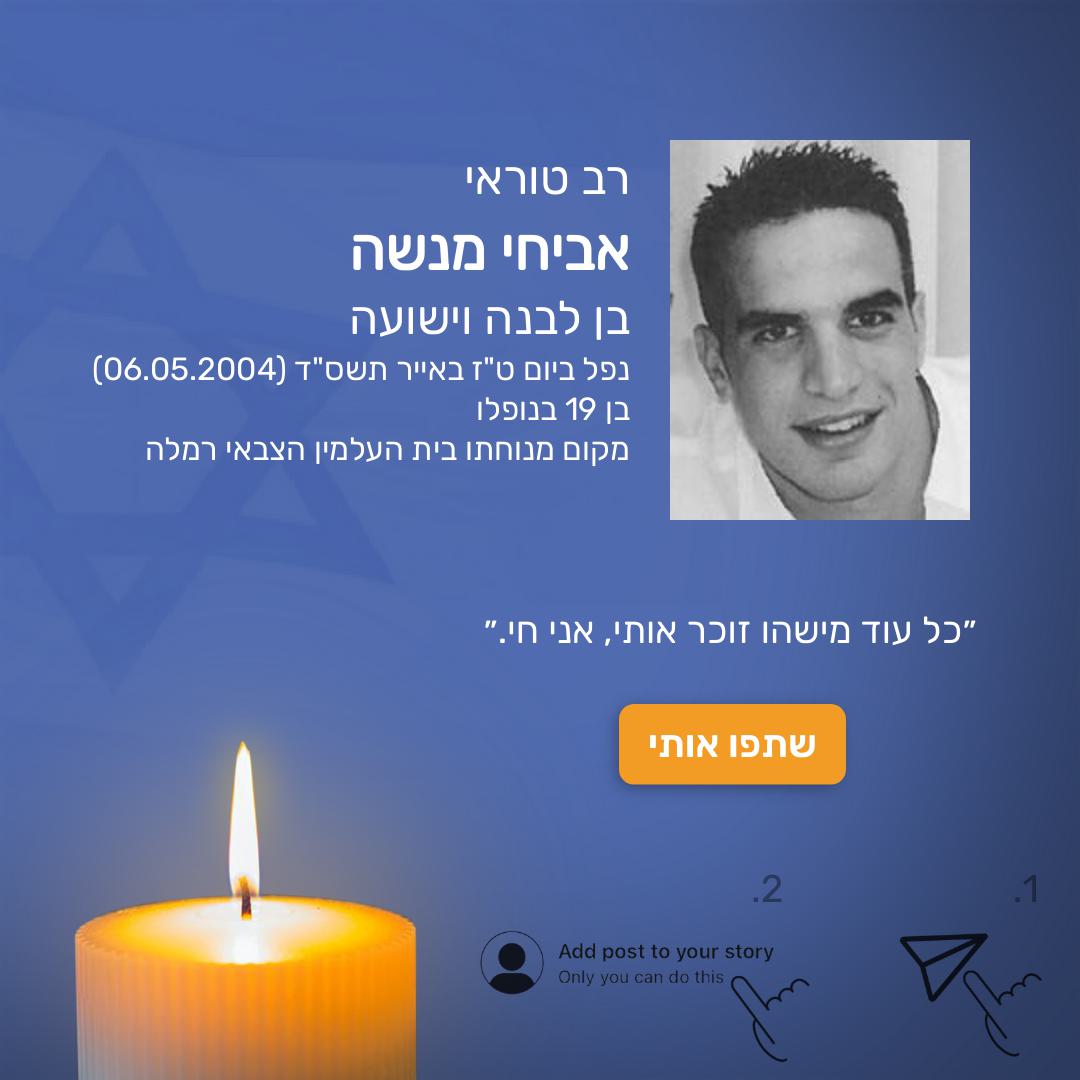 רב טוראי
אביחי מנשה
בן לבנה וישועה
נפל ביום ט"ז באייר תשס"ד (06.05.2004)
בן 19 בנופלו
מקום מנוחתו בית העלמין הצבאי רמלה
״כל עוד מישהו זוכר אותי, אני חי.״
שתפו אותי
1.
2.
Add post to your story
Only you can do this